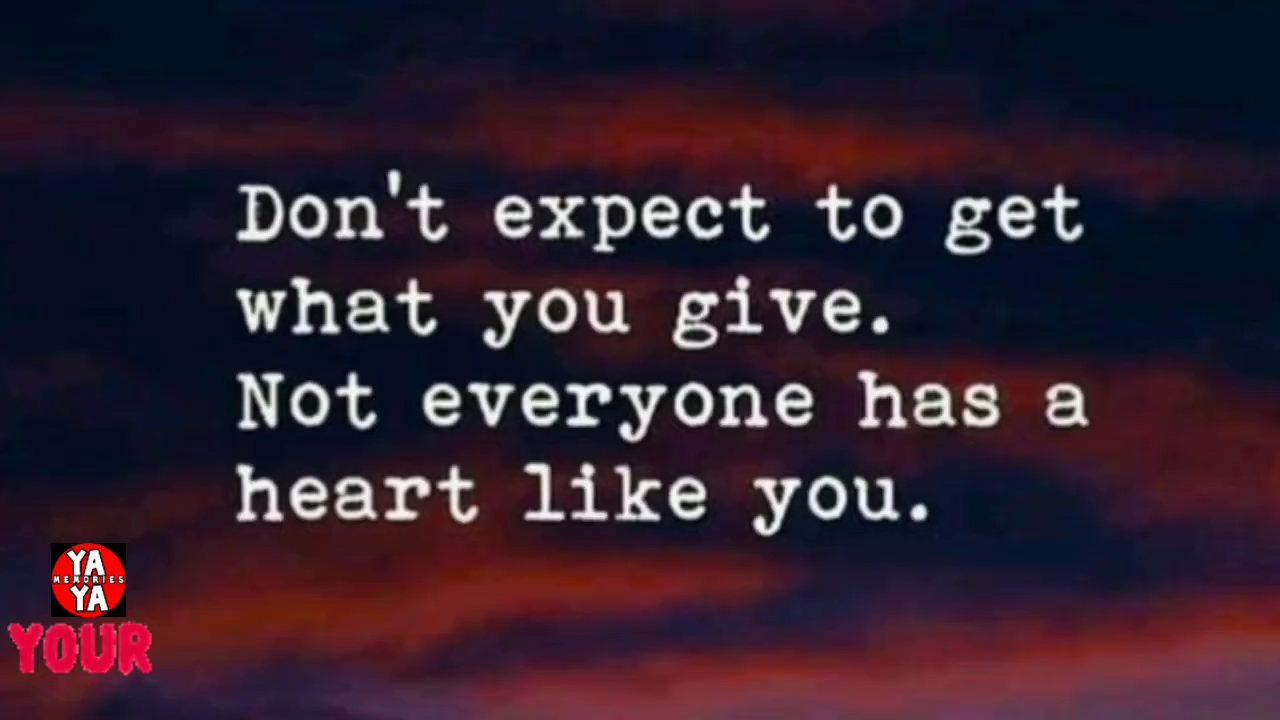 Don't expect to get
what you give.
Not everyone has a
heart like you.
YA
MEMORIES
YA
YOUR